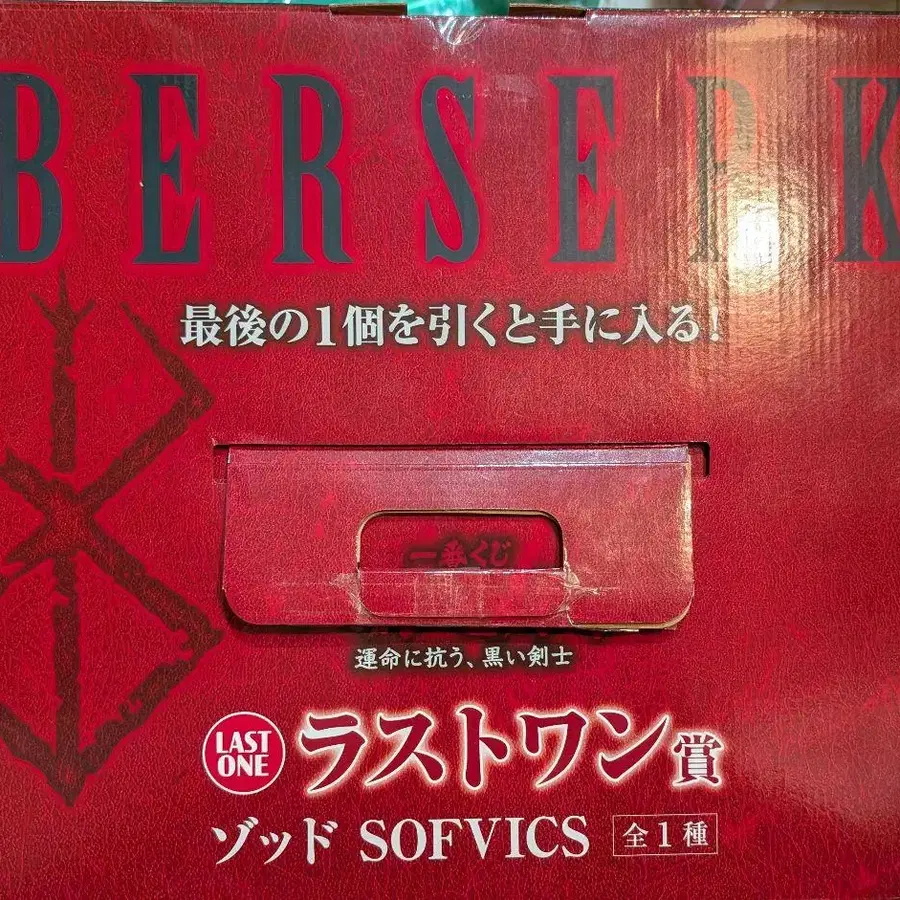 BERSERK
最後の1個を引くと手に入る!
一番くじ
運命に抗う、黒い剣士
LAST
ONE
ラストワン賞
ゾッド SOFVICS 全1種